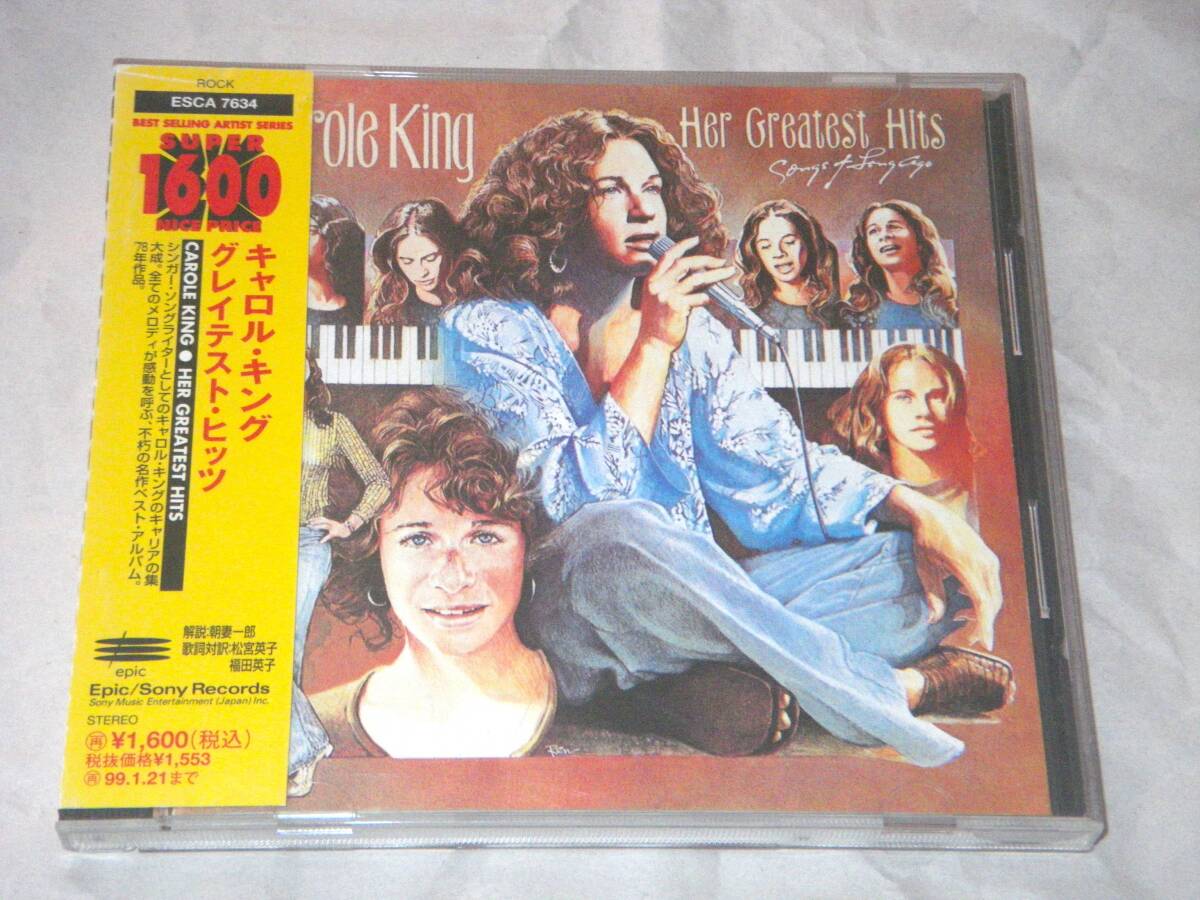 ROCK
ESCA 7634
BEST SELLING ARTIST SERIES
SUPER
1600
NICE PRICE
キャロル・キング
グレイテスト・ヒッツ
CAROLE KING ● HER GREATEST HITS
シンガー・ソングライターとしてのキャロル・キングのキャリアの集
大成。全てのメロディが感動を呼ぶ、不朽の名作ベスト・アルバム。
'78年作品。
解説:朝妻一郎
歌詞対訳:松宮英子
福田英子
epic
Epic/Sony Records
Sony Music Entertainment (Japan) Inc.
STEREO
再 ¥1,600(税込)
税抜価格¥1,553
再 99.1.21まで
role King
Her Greatest Hits
Songs of Long Ago